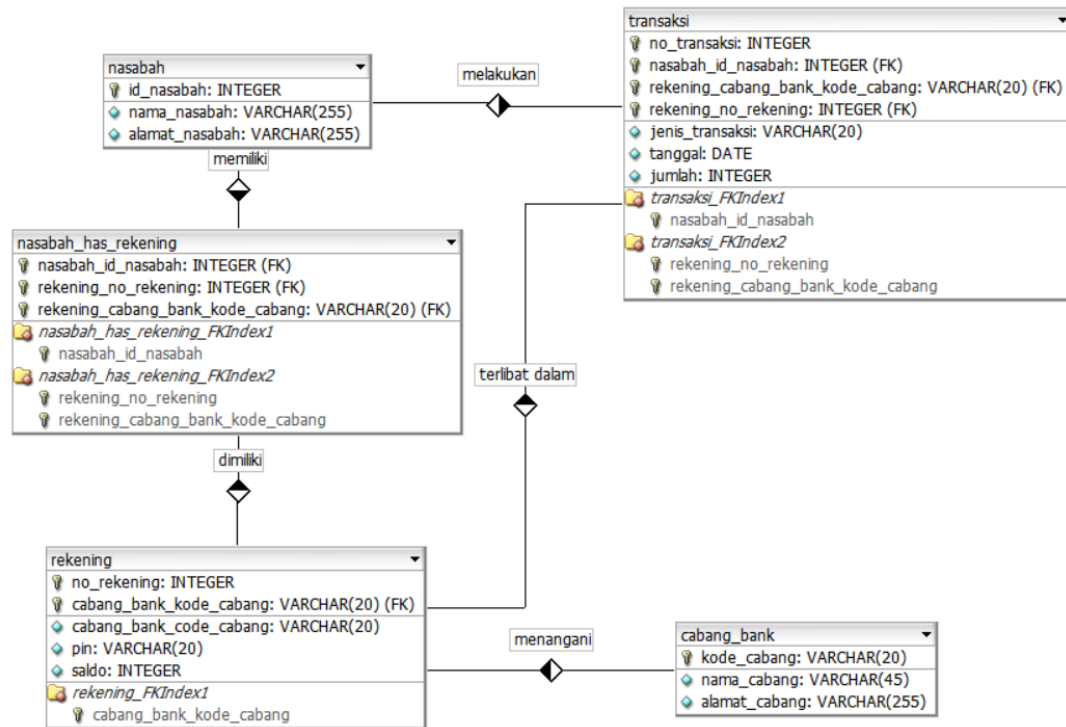 nasabah
id_nasabah: INTEGER
nama_nasabah: VARCHAR(255)
alamat_nasabah: VARCHAR(255)
melakukan
transaksi
no_transaksi: INTEGER
nasabah_id_nasabah: INTEGER (FK)
rekening_cabang_bank_kode_cabang: VARCHAR(20) (FK)
rekening_no_rekening: INTEGER (FK)
jenis_transaksi: VARCHAR(20)
tanggal: DATE
jumlah: INTEGER
transaksi_FKIndex1
nasabah_id_nasabah
transaksi_FKIndex2
rekening_no_rekening
rekening_cabang_bank_kode_cabang
memiliki
nasabah_has_rekening
nasabah_id_nasabah: INTEGER (FK)
rekening_no_rekening: INTEGER (FK)
rekening_cabang_bank_kode_cabang: VARCHAR(20) (FK)
nasabah_has_rekening_FKIndex1
nasabah_id_nasabah
nasabah_has_rekening_FKIndex2
rekening_no_rekening
rekening_cabang_bank_kode_cabang
terlibat dalam
dimiliki
rekening
no_rekening: INTEGER
cabang_bank_kode_cabang: VARCHAR(20) (FK)
cabang_bank_code_cabang: VARCHAR(20)
pin: VARCHAR(20)
saldo: INTEGER
rekening_FKIndex1
cabang_bank_kode_cabang
menangani
cabang_bank
kode_cabang: VARCHAR(20)
nama_cabang: VARCHAR(45)
alamat_cabang: VARCHAR(255)